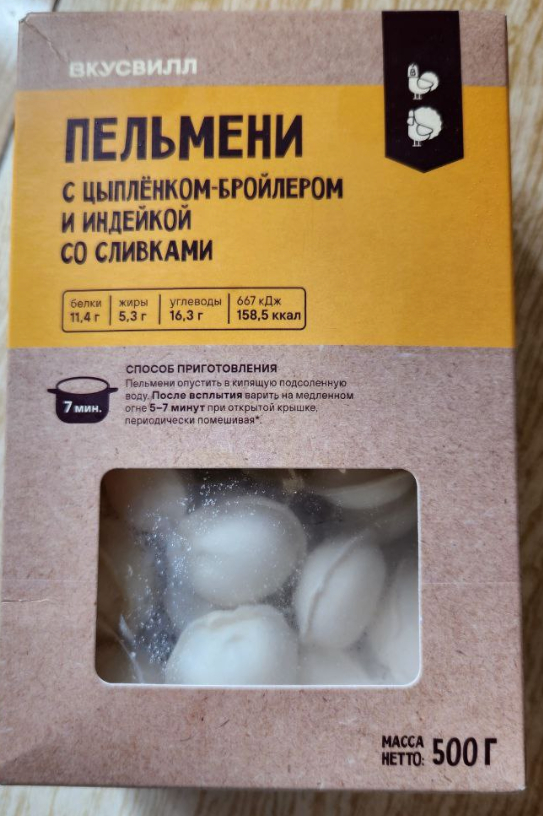 ВКУСВИЛЛ
ПЕЛЬМЕНИ
С ЦЫПЛЁНКОМ-БРОЙЛЕРОМ
И ИНДЕЙКОЙ
СО СЛИВКАМИ
белки жиры углеводы 667 кДж
11,4 г 5,3 г 16,3 г 158,5 ккал
СПОСОБ ПРИГОТОВЛЕНИЯ
Пельмени опустить в кипящую подсоленную
воду. После всплытия варить на медленном
огне 5–7 минут при открытой крышке,
периодически помешивая*.
7 мин.
МАССА
НЕТТО: 500 Г